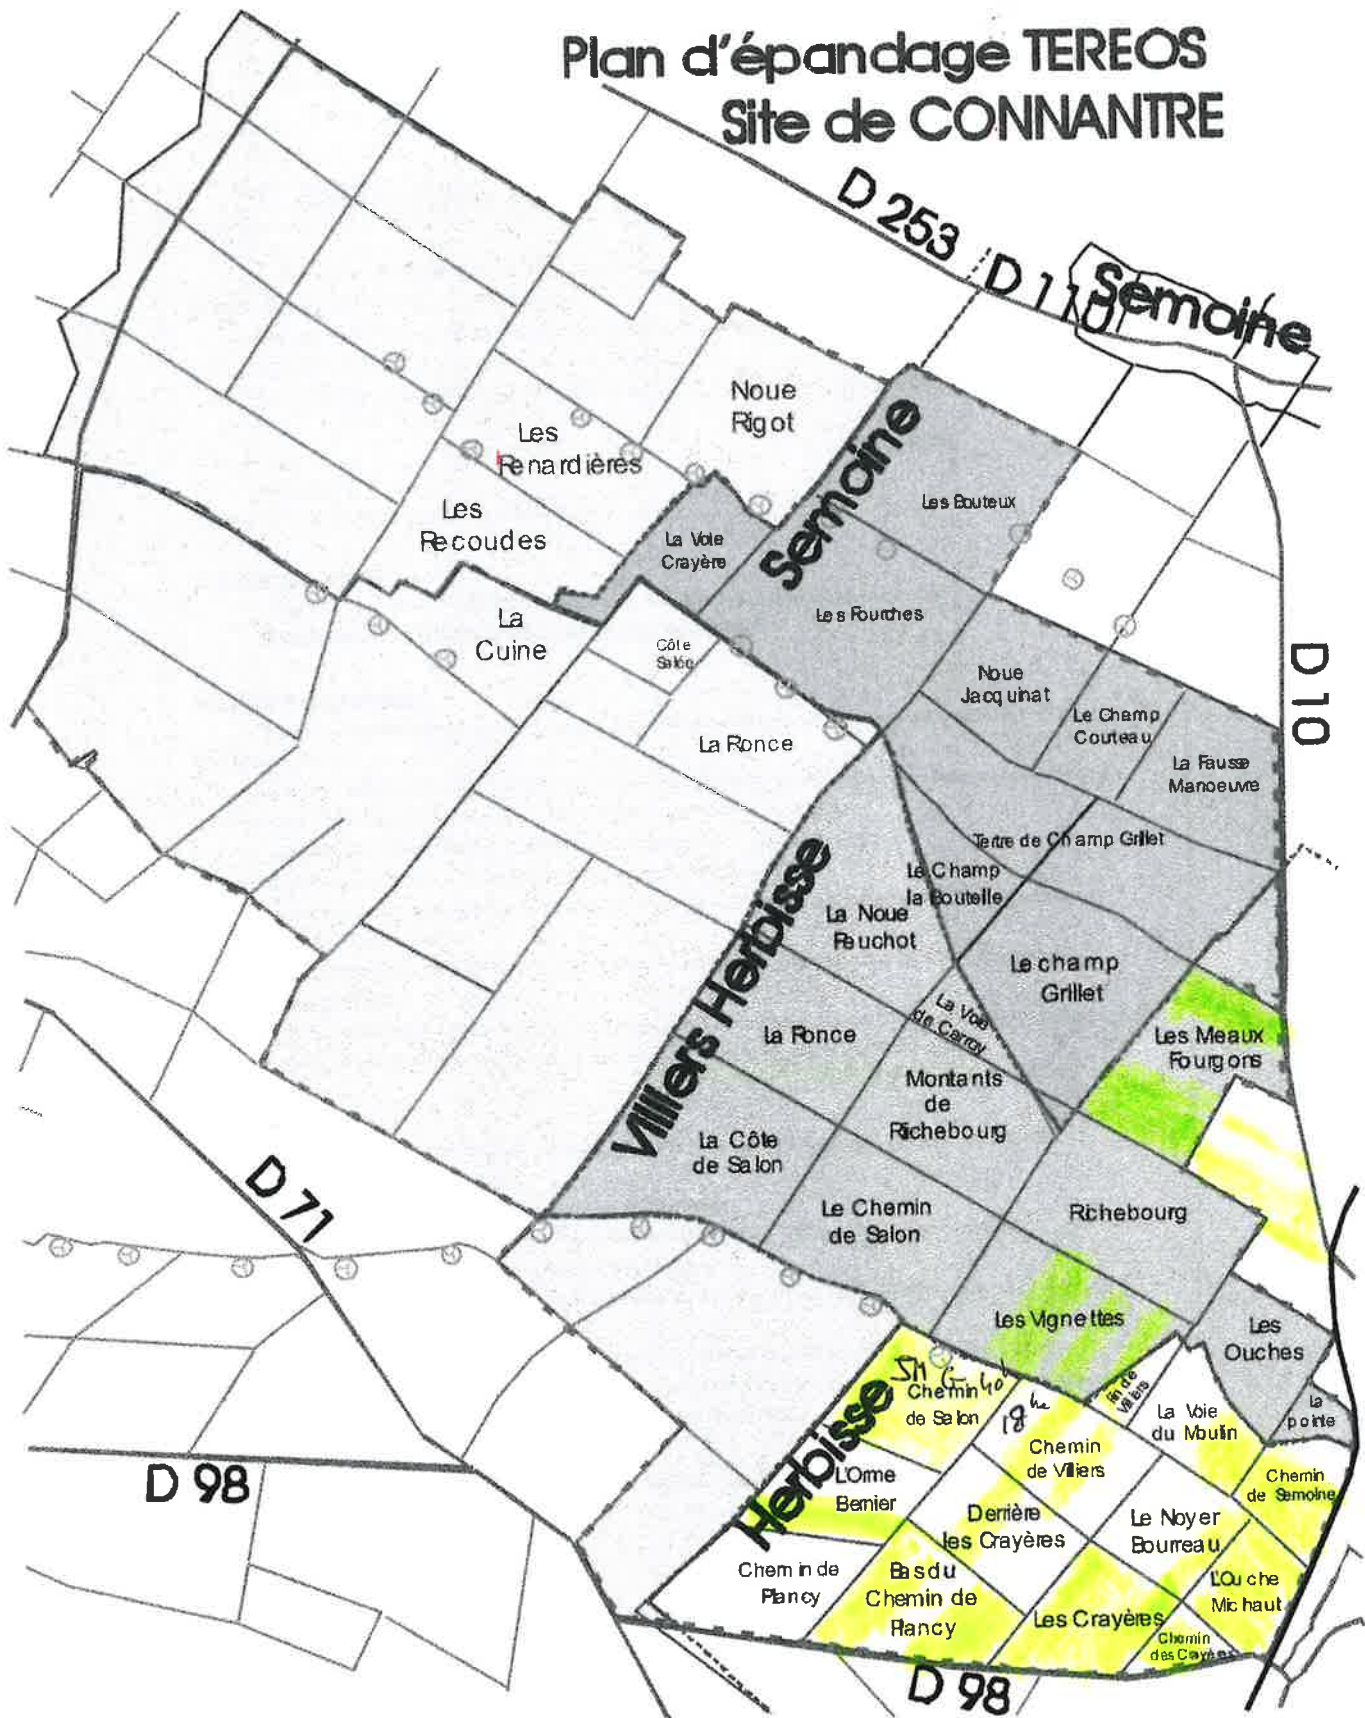 Plan d'épandage TEREOS
Site de CONNANTRE
D 253
D 110
Semoine
Noue
Rigot
Les
Renardières
Les
Recoudes
La Voie
Crayère
Semoine
Les Bouteux
Les Fourches
La
Cuine
Côte
La Ronce
Noue
Jacquinat
Le Champ
Couteau
La Fausse
Manoeuvre
D 10
Tertre de Champ Grillet
Le Champ
la Bouteille
La Noue
Feuchot
Villers Herbisse
Le champ
Grillet
La Ronce
La Voie
de Carroy
Les Meaux
Fourgons
Montants
de
Richebourg
La Côte
de Salon
Le Chemin
de Salon
Richebourg
D 71
Les Vignettes
Les
Ouches
La
pointe
Fin de
Villiers
Chemin
de Salon
18 ha
La Voie
du Moulin
Chemin
de Villiers
Herbisse
L'Orme
Bernier
Chemin
de Semoine
D 98
Derrière
les Crayères
Le Noyer
Bourreau
Chemin de
Plancy
Bas du
Chemin de
Plancy
L'Ouche
Michaut
Les Crayères
Chemin
des Crayères
D 98